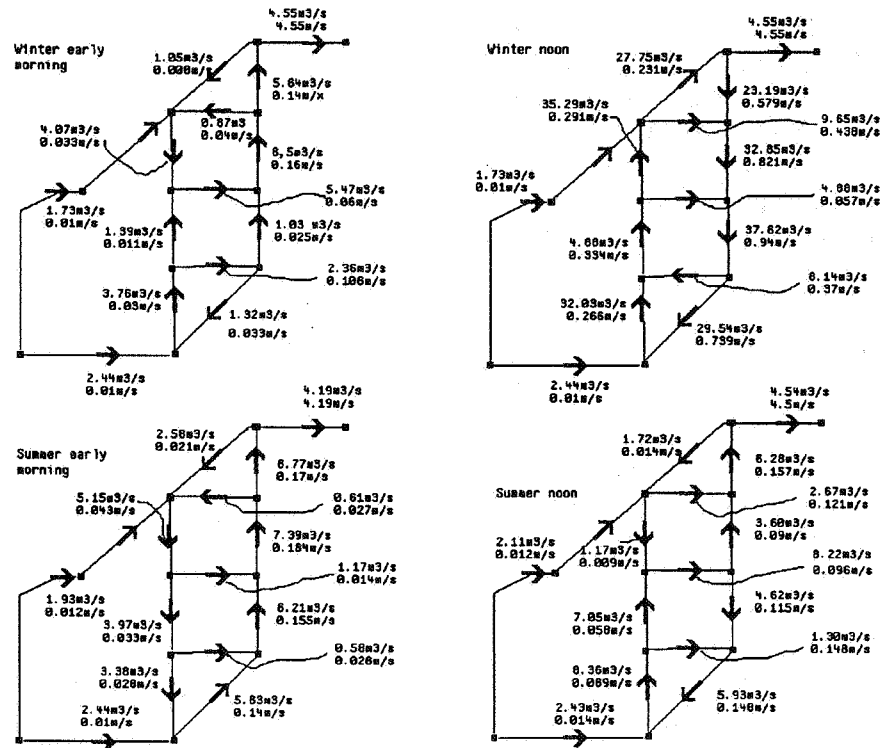 Winter early
morning
4.55m3/s
4.55m/s
1.05m3/s
0.008m/s
5.64m3/s
0.14m/x
0.87m3
0.04m/s
4.07m3/s
0.033m/s
6,5m3/s
0.16m/s
5.47m3/s
0.06m/s
1.73m3/s
0.01m/s
1.39m3/s
0.011m/s
1.03 m3/s
0.025m/s
2.36m3/s
0.106m/s
3.76m3/s
0.03m/s
1.32m3/s
0.033m/s
2.44m3/s
0.01m/s
Winter noon
4.55m3/s
4.55m/s
27.75m3/s
0.231m/s
23.19m3/s
0.579m/s
35.29m3/s
0.291m/s
9.65m3/s
0.438m/s
32.85m3/s
0.821m/s
1.73m3/s
0.01m/s
4.88m3/s
0.057m/s
4.88m3/s
0.334m/s
37.62m3/s
0.94m/s
8.14m3/s
0.37m/s
32.03m3/s
0.266m/s
29.54m3/s
0.739m/s
2.44m3/s
0.01m/s
Summer early
morning
4.19m3/s
4.19m/s
2.58m3/s
0.021m/s
6.77m3/s
0.17m/s
5.15m3/s
0.043m/s
0.61m3/s
0.027m/s
7.39m3/s
0.184m/s
1.17m3/s
0.014m/s
1.93m3/s
0.012m/s
3.97m3/s
0.033m/s
6.21m3/s
0.155m/s
0.58m3/s
0.026m/s
3.38m3/s
0.028m/s
5.83m3/s
0.14m/s
2.44m3/s
0.01m/s
Summer noon
4.54m3/s
4.5m/s
1.72m3/s
0.014m/s
6.28m3/s
0.157m/s
2.67m3/s
0.121m/s
2.11m3/s
0.012m/s
1.17m3/s
0.009m/s
3.60m3/s
0.09m/s
8.22m3/s
0.096m/s
7.05m3/s
0.058m/s
4.62m3/s
0.115m/s
1.30m3/s
0.148m/s
8.36m3/s
0.069m/s
5.93m3/s
0.148m/s
2.43m3/s
0.014m/s